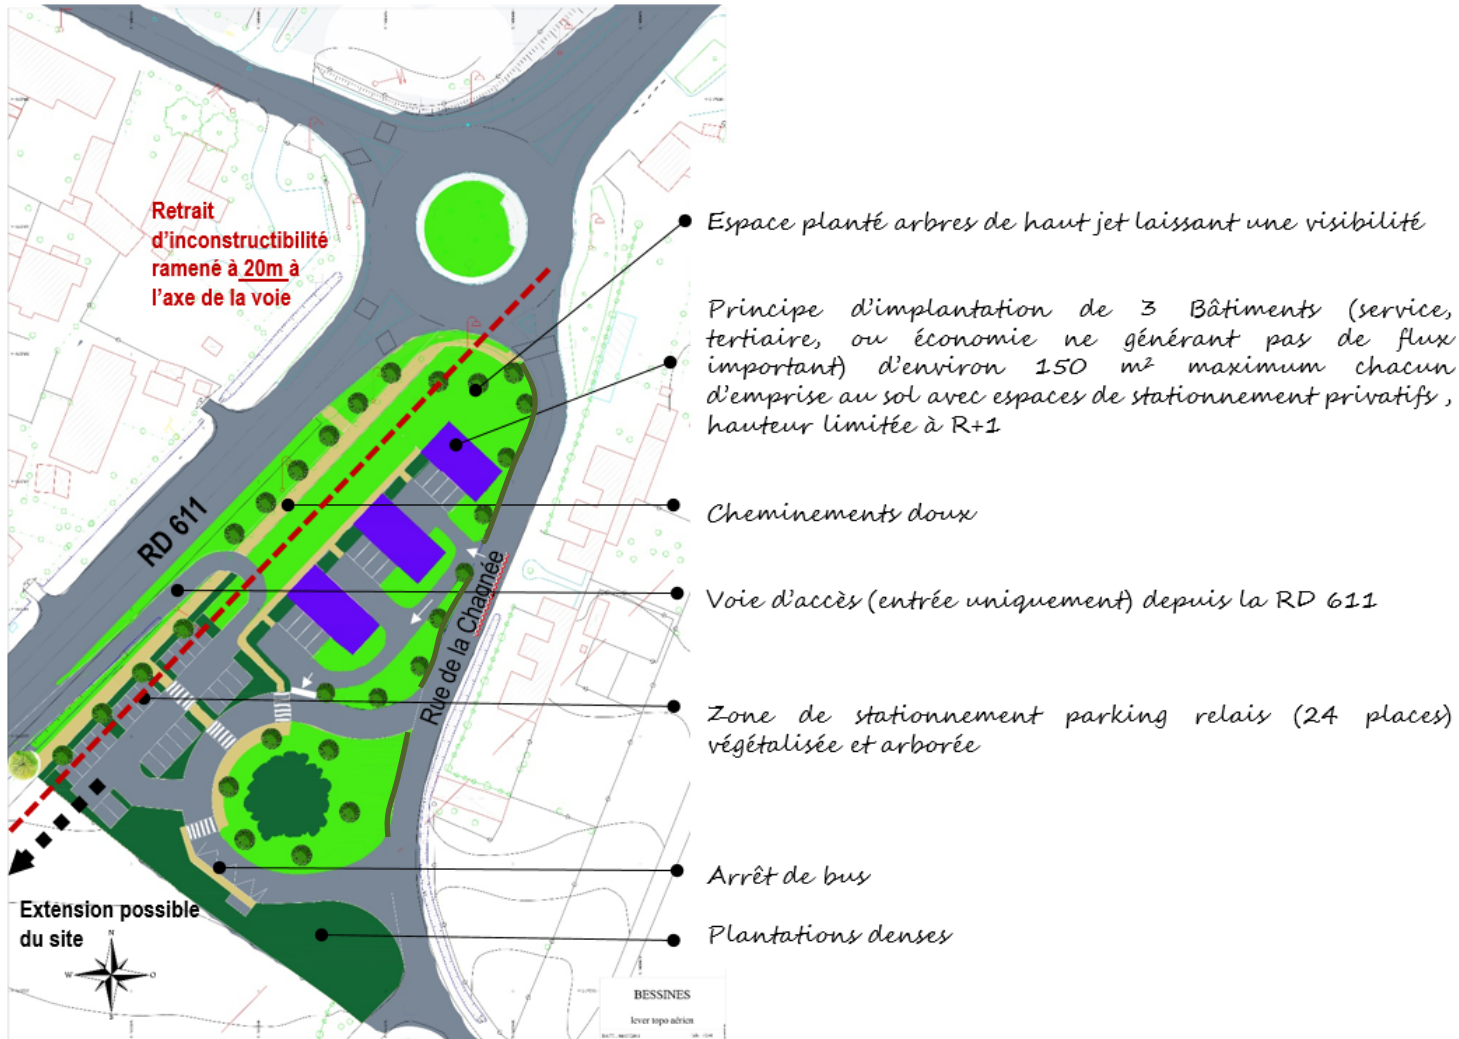 Retrait
d'inconstructibilité
ramené à 20m à
l'axe de la voie
RD 611
Rue de la Chagnée
Extension possible
du site
N
W
O
S
BESSINES
lever topo aérien
Espace planté arbres de haut jet laissant une visibilité
Principe d'implantation de 3 Bâtiments (service,
tertiaire, ou économie ne générant pas de flux
important) d'environ 150 m² maximum chacun
d'emprise au sol avec espaces de stationnement privatifs ,
hauteur limitée à R+1
Cheminements doux
Voie d'accès (entrée uniquement) depuis la RD 611
Zone de stationnement parking relais (24 places)
végétalisée et arborée
Arrêt de bus
Plantations denses